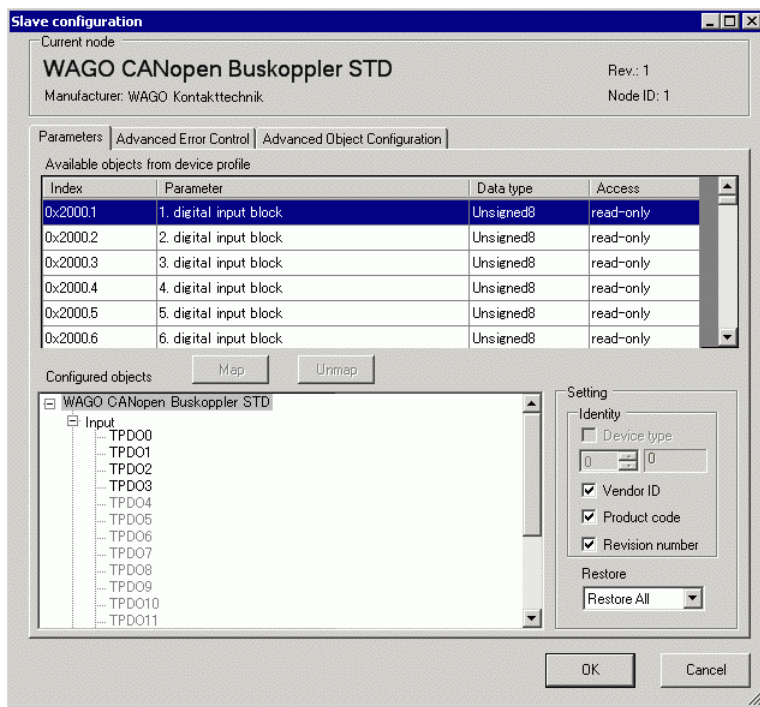 Slave configuration
Current node
WAGO CANopen Buskoppler STD
Rev.: 1
Manufacturer: WAGO Kontakttechnik
Node ID: 1
Parameters
Advanced Error Control
Advanced Object Configuration
Available objects from device profile
Index Parameter Data type Access
0x2000.1 1. digital input block Unsigned8 read-only
0x2000.2 2. digital input block Unsigned8 read-only
0x2000.3 3. digital input block Unsigned8 read-only
0x2000.4 4. digital input block Unsigned8 read-only
0x2000.5 5. digital input block Unsigned8 read-only
0x2000.6 6. digital input block Unsigned8 read-only
Configured objects
Map
Unmap
WAGO CANopen Buskoppler STD
Input
TPDO0
TPDO1
TPDO2
TPDO3
TPDO4
TPDO5
TPDO6
TPDO7
TPDO8
TPDO9
TPDO10
TPDO11
Setting
Identity
Device type
0 0
Vendor ID
Product code
Revision number
Restore
Restore All
OK
Cancel